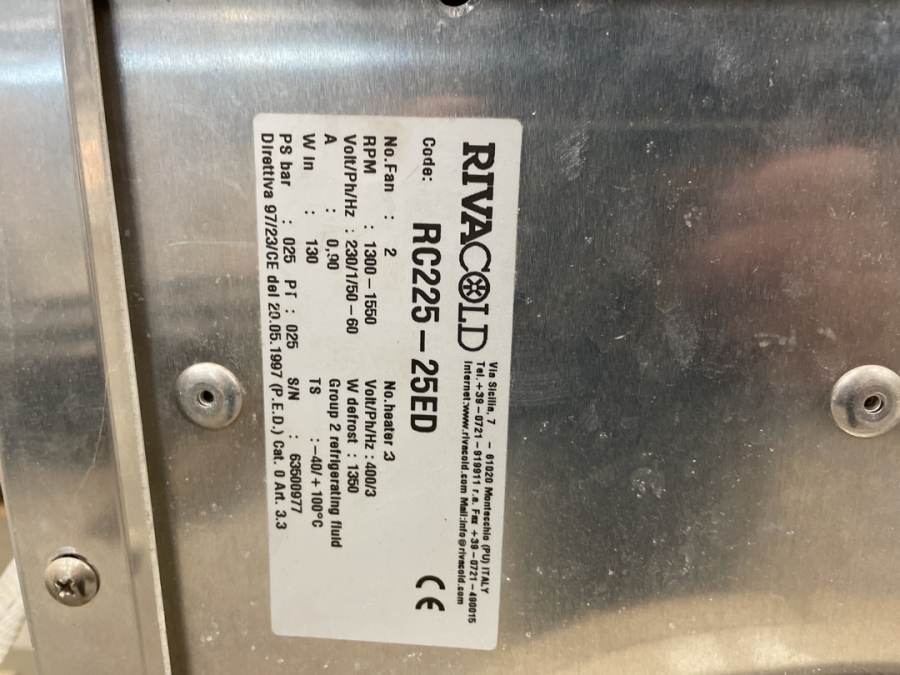 RIVACOLD
Via Sicilia, 7 – 61020 Montecchio (PU) ITALY
Tel.+39–0721–919911 r.a. Fax +39–0721–490015
Internet:www.rivacold.com Mail:info@rivacold.com
Code: RC225–25ED
CE
No.Fan : 2 No.heater :3
RPM : 1300–1550 Volt/Ph/Hz : 400/3
Volt/Ph/Hz : 230/1/50–60 W defrost : 1350
A : 0,90 Group 2 refrigerating fluid
W in : 130 TS :–40/+100°C
PS bar : 025 PT : 025 S/N : 63500977
Direttiva 97/23/CE del 20.05.1997 (P.E.D.) Cat. 0 Art. 3.3